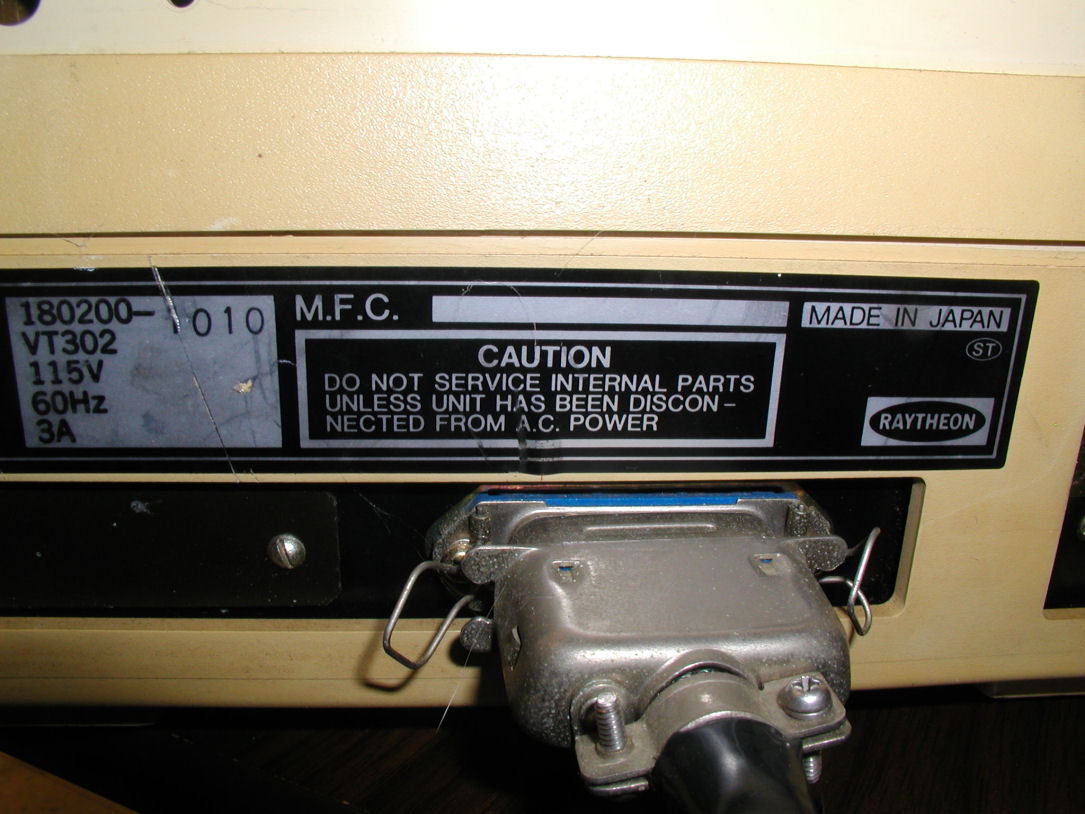 180200-1010
VT302
115V
60Hz
3A
M.F.C.
CAUTION
DO NOT SERVICE INTERNAL PARTS
UNLESS UNIT HAS BEEN DISCON-
NECTED FROM A.C. POWER
MADE IN JAPAN
ST
RAYTHEON